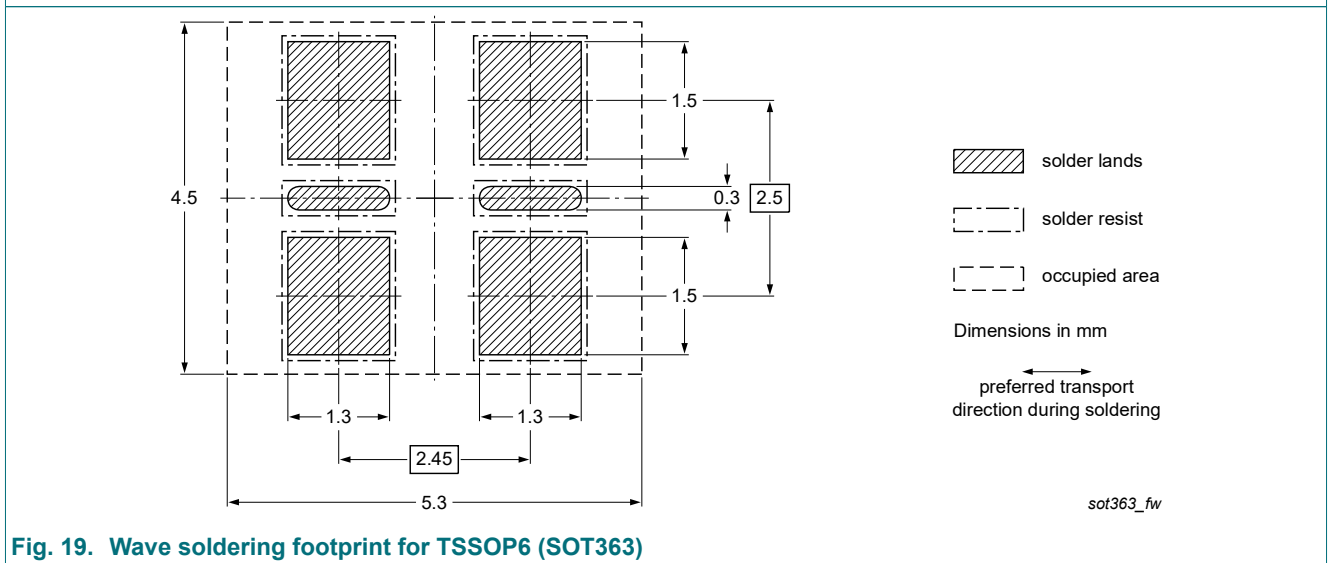 1.5
4.5
0.3
2.5
1.5
1.3
1.3
2.45
5.3
solder lands
solder resist
occupied area
Dimensions in mm
preferred transport
direction during soldering
sot363_fw
Fig. 19. Wave soldering footprint for TSSOP6 (SOT363)